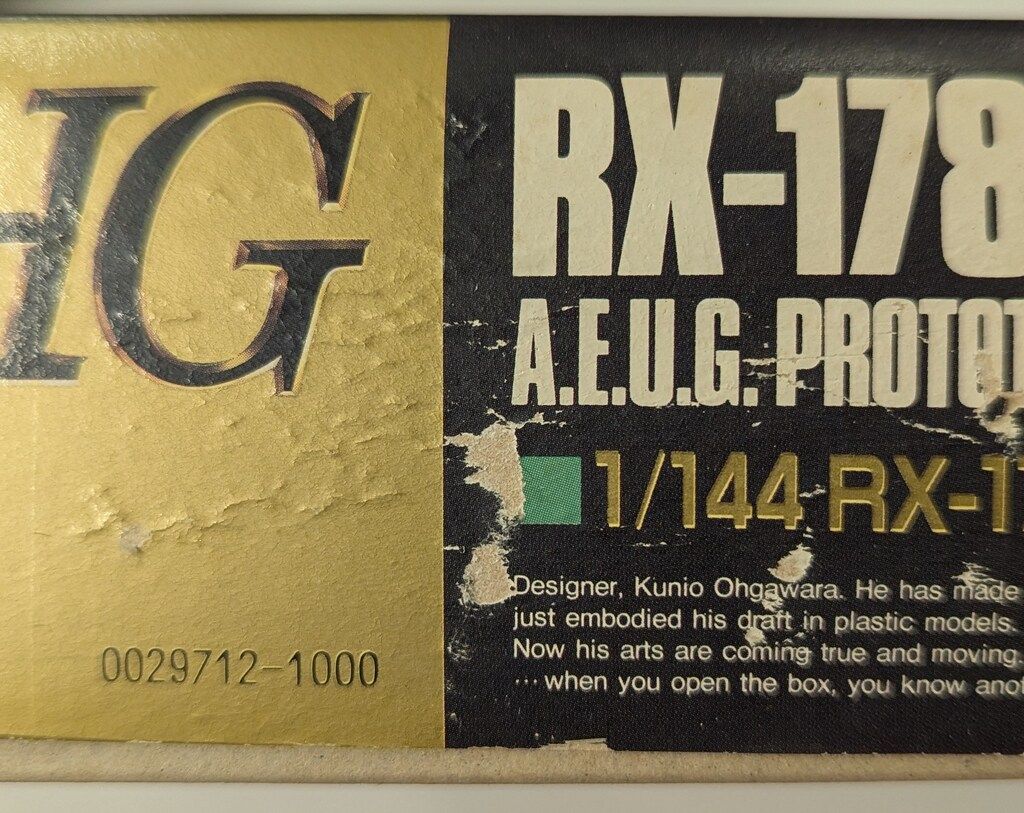 HG
0029712-1000
RX-178
A.E.U.G. PROTOT
1/144 RX-17
Designer, Kunio Ohgawara. He has made
just embodied his draft in plastic models.
Now his arts are coming true and moving.
…when you open the box, you know anot